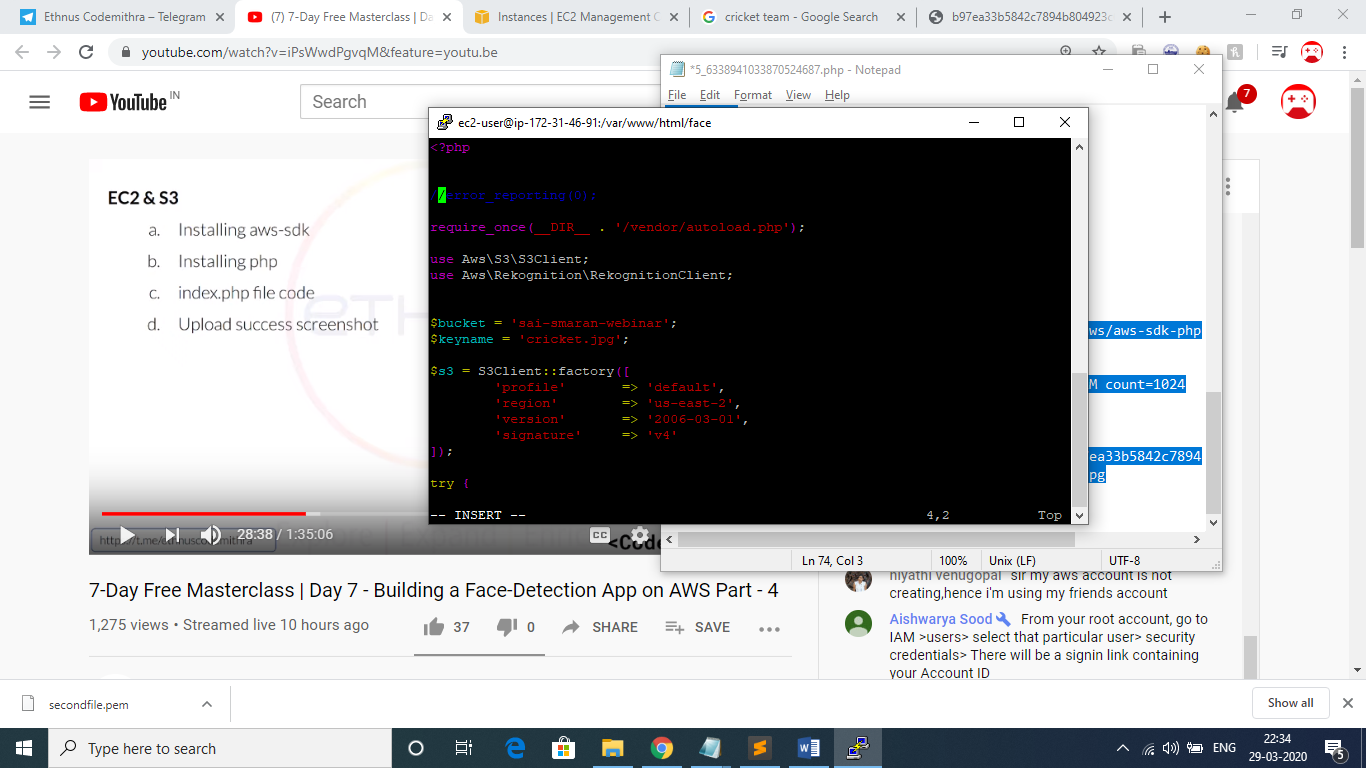 Ethnus Codemithra – Telegram
(7) 7-Day Free Masterclass | Da
Instances | EC2 Management C
cricket team - Google Search
b97ea33b5842c7894b804923c
youtube.com/watch?v=iPsWwdPgvqM&feature=youtu.be
YouTube IN
Search
7
*5_6338941033870524687.php - Notepad
File Edit Format View Help
ec2-user@ip-172-31-46-91:/var/www/html/face
<?php
//error_reporting(0);
require_once(__DIR__ . '/vendor/autoload.php');
use Aws\S3\S3Client;
use Aws\Rekognition\RekognitionClient;
$bucket = 'sai-smaran-webinar';
$keyname = 'cricket.jpg';
$s3 = S3Client::factory([
'profile' => 'default',
'region' => 'us-east-2',
'version' => '2006-03-01',
'signature' => 'v4'
]);
try {
-- INSERT -- 4,2 Top
ws/aws-sdk-php
M count=1024
ea33b5842c7894
pg
Ln 74, Col 3 100% Unix (LF) UTF-8
EC2 & S3
a. Installing aws-sdk
b. Installing php
c. index.php file code
d. Upload success screenshot
28:38 / 1:35:06
CC
https://t.me/ethnuscodemithra
<Cod
7-Day Free Masterclass | Day 7 - Building a Face-Detection App on AWS Part - 4
1,275 views • Streamed live 10 hours ago
37 0 SHARE SAVE
niyathi venugopal sir my aws account is not
creating,hence i'm using my friends account
Aishwarya Sood From your root account, go to
IAM >users> select that particular user> security
credentials> There will be a signin link containing
your Account ID
secondfile.pem
Show all
Type here to search
ENG
22:34
29-03-2020
5